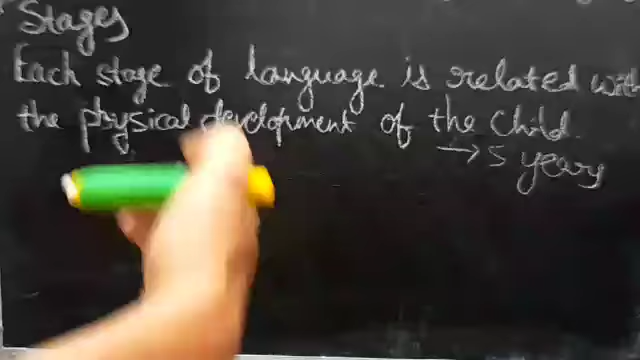 Stages
Each stage of language is related with
the physical development of the Child.
→ 5 years